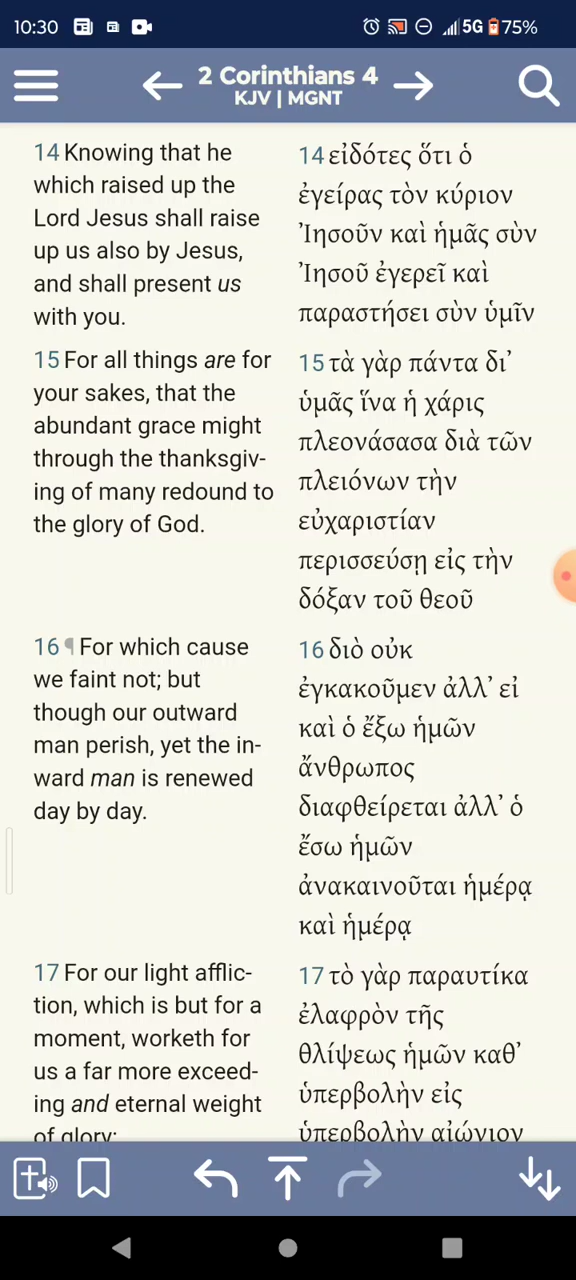 10:30
5G 75%
2 Corinthians 4
KJV | MGNT
14 Knowing that he
which raised up the
Lord Jesus shall raise
up us also by Jesus,
and shall present us
with you.
14 εἰδότες ὅτι ὁ
ἐγείρας τὸν κύριον
Ἰησοῦν καὶ ἡμᾶς σὺν
Ἰησοῦ ἐγερεῖ καὶ
παραστήσει σὺν ὑμῖν
15 For all things are for
your sakes, that the
abundant grace might
through the thanksgiv-
ing of many redound to
the glory of God.
15 τὰ γὰρ πάντα δι’
ὑμᾶς ἵνα ἡ χάρις
πλεονάσασα διὰ τῶν
πλειόνων τὴν
εὐχαριστίαν
περισσεύσῃ εἰς τὴν
δόξαν τοῦ θεοῦ
16 ¶ For which cause
we faint not; but
though our outward
man perish, yet the in-
ward man is renewed
day by day.
16 διὸ οὐκ
ἐγκακοῦμεν ἀλλ’ εἰ
καὶ ὁ ἔξω ἡμῶν
ἄνθρωπος
διαφθείρεται ἀλλ’ ὁ
ἔσω ἡμῶν
ἀνακαινοῦται ἡμέρᾳ
καὶ ἡμέρᾳ
17 For our light afflic-
tion, which is but for a
moment, worketh for
us a far more exceed-
ing and eternal weight
of glory;
17 τὸ γὰρ παραυτίκα
ἐλαφρὸν τῆς
θλίψεως ἡμῶν καθ’
ὑπερβολὴν εἰς
ὑπερβολὴν αἰώνιον